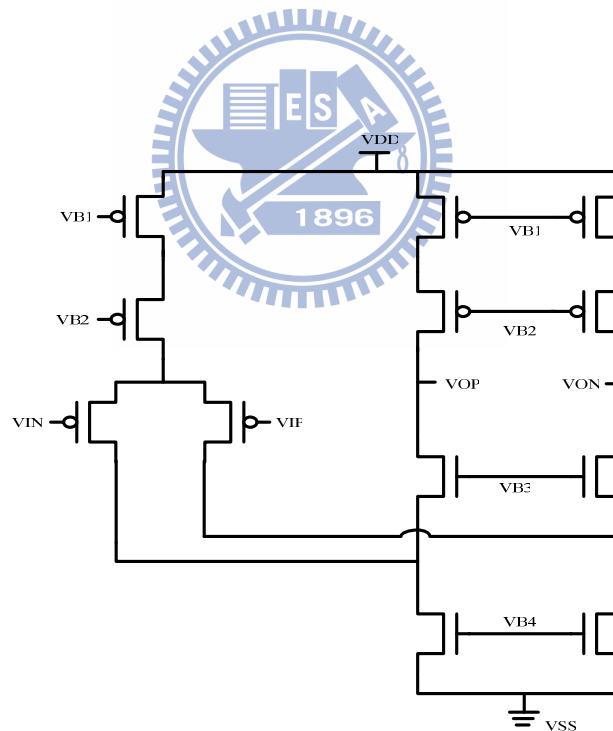 E S A
1896
VDD
VB1
VB1
VB2
VB2
VOP
VON
VIN
VIP
VB3
VB4
VSS